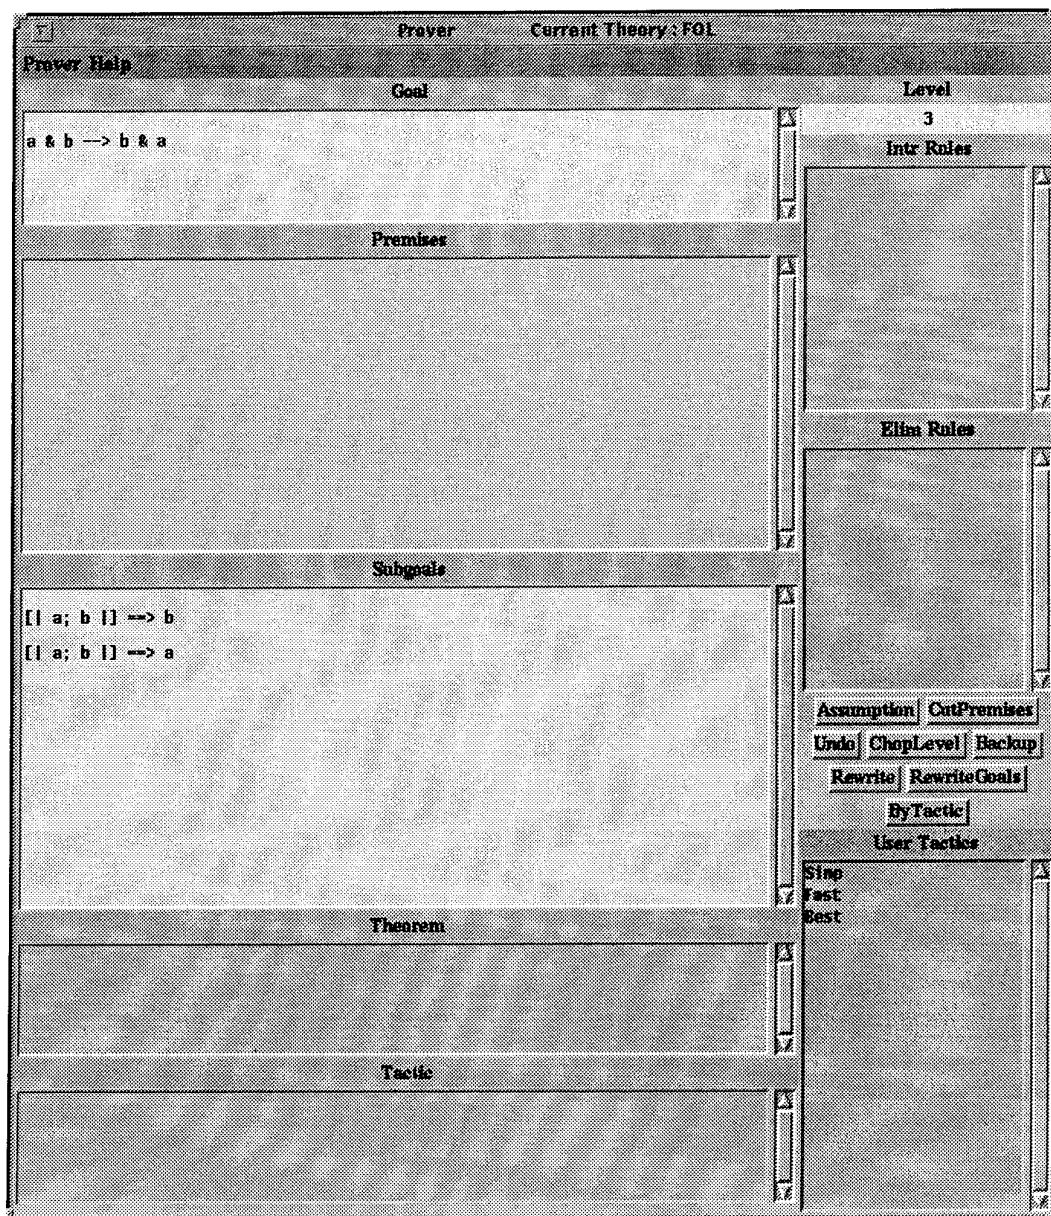 Prover Current Theory : FOL
Prover Help
Goal
a & b --> b & a
Premises
Subgoals
[| a; b |] ==> b
[| a; b |] ==> a
Theorem
Tactic
Level
3
Intr Rules
Elim Rules
Assumption CutPremises
Undo ChopLevel Backup
Rewrite RewriteGoals
ByTactic
User Tactics
Simp
Fast
Best